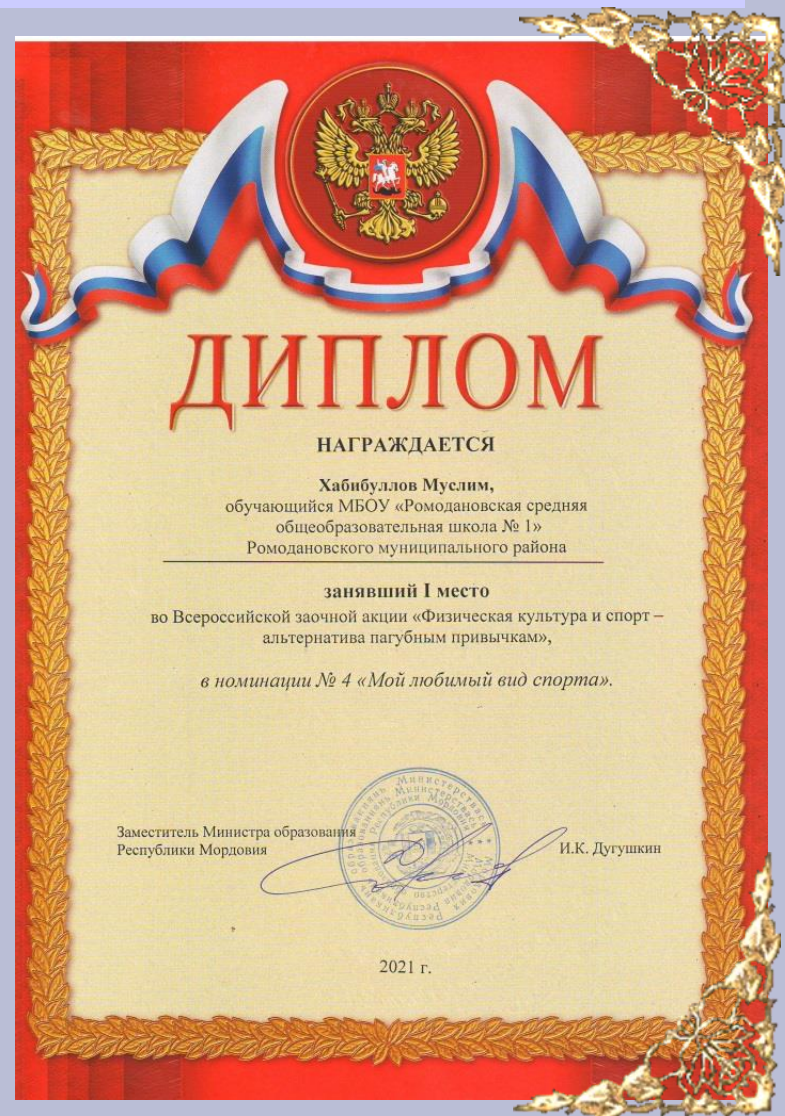 ДИПЛОМ
НАГРАЖДАЕТСЯ
Хабибуллов Муслим,
обучающийся МБОУ «Ромодановская средняя
общеобразовательная школа № 1»
Ромодановского муниципального района
занявший I место
во Всероссийской заочной акции «Физическая культура и спорт –
альтернатива пагубным привычкам»,
в номинации № 4 «Мой любимый вид спорта».
Заместитель Министра образования
Республики Мордовия
И.К. Дугушкин
2021 г.